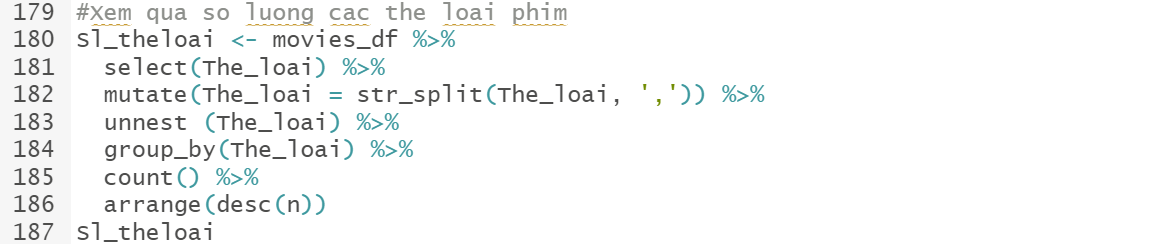 179 #Xem qua so luong cac the loai phim
180 Sl_theloai <- movies_df %>%
181   select(The_loai) %>%
182   mutate(The_loai = str_split(The_loai, ',')) %>%
183   unnest (The_loai) %>%
184   group_by(The_loai) %>%
185   count() %>%
186   arrange(desc(n))
187 Sl_theloai